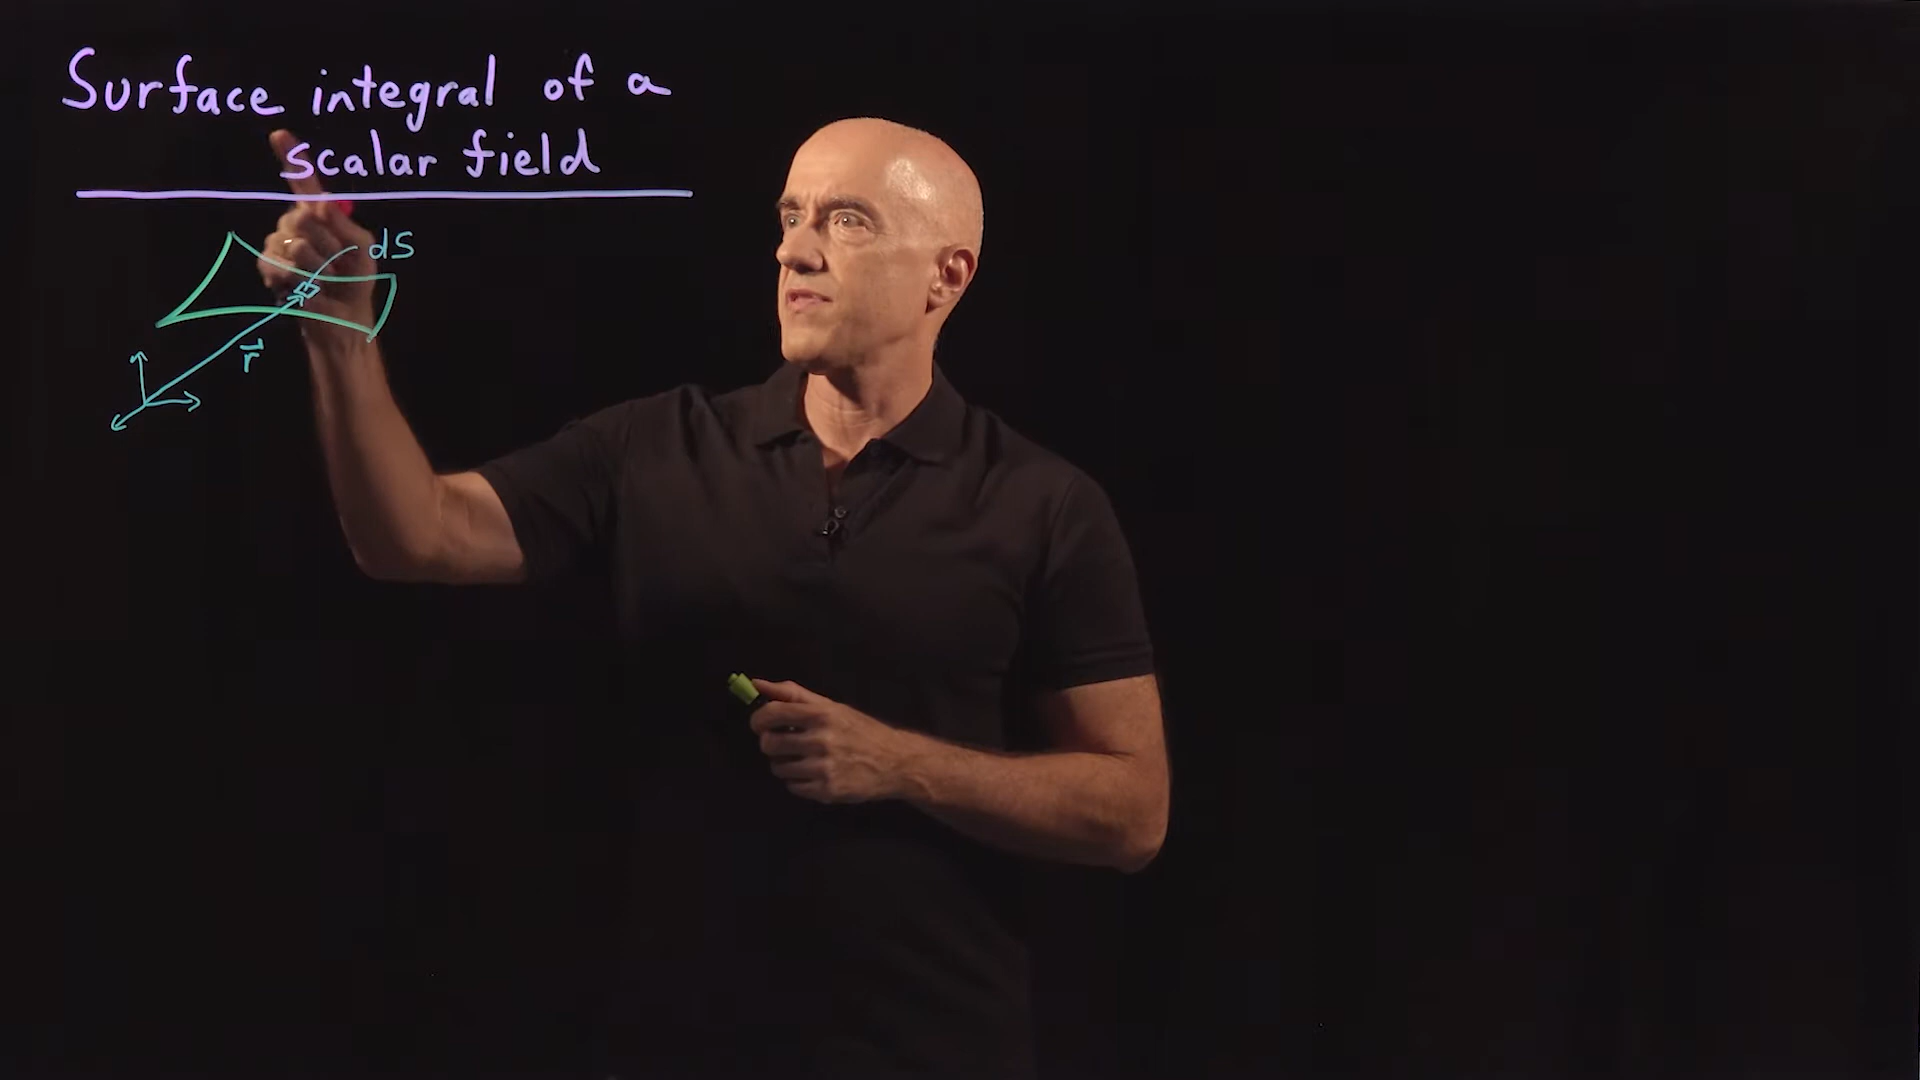 Surface integral of a
scalar field
dS
r⃗